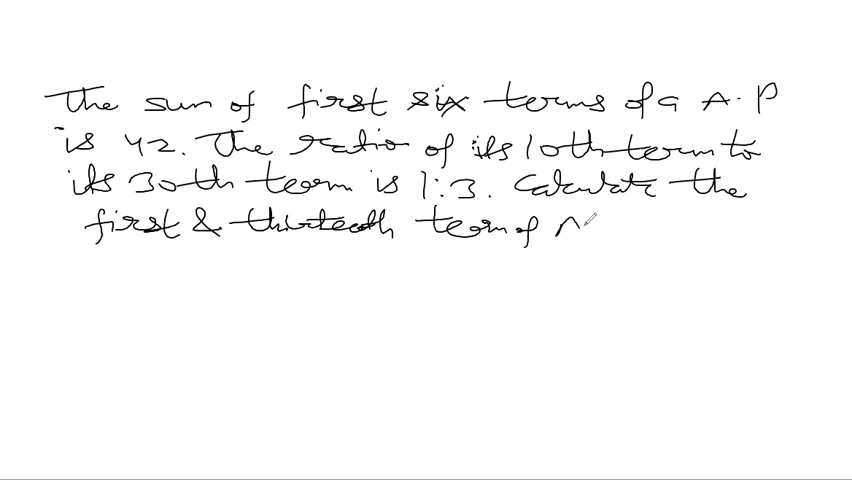 The sum of first six terms of a A.P
is 42. The ratio of its 10th term to
its 30th term is 1:3. Calculate the
first & thirteeth term of A